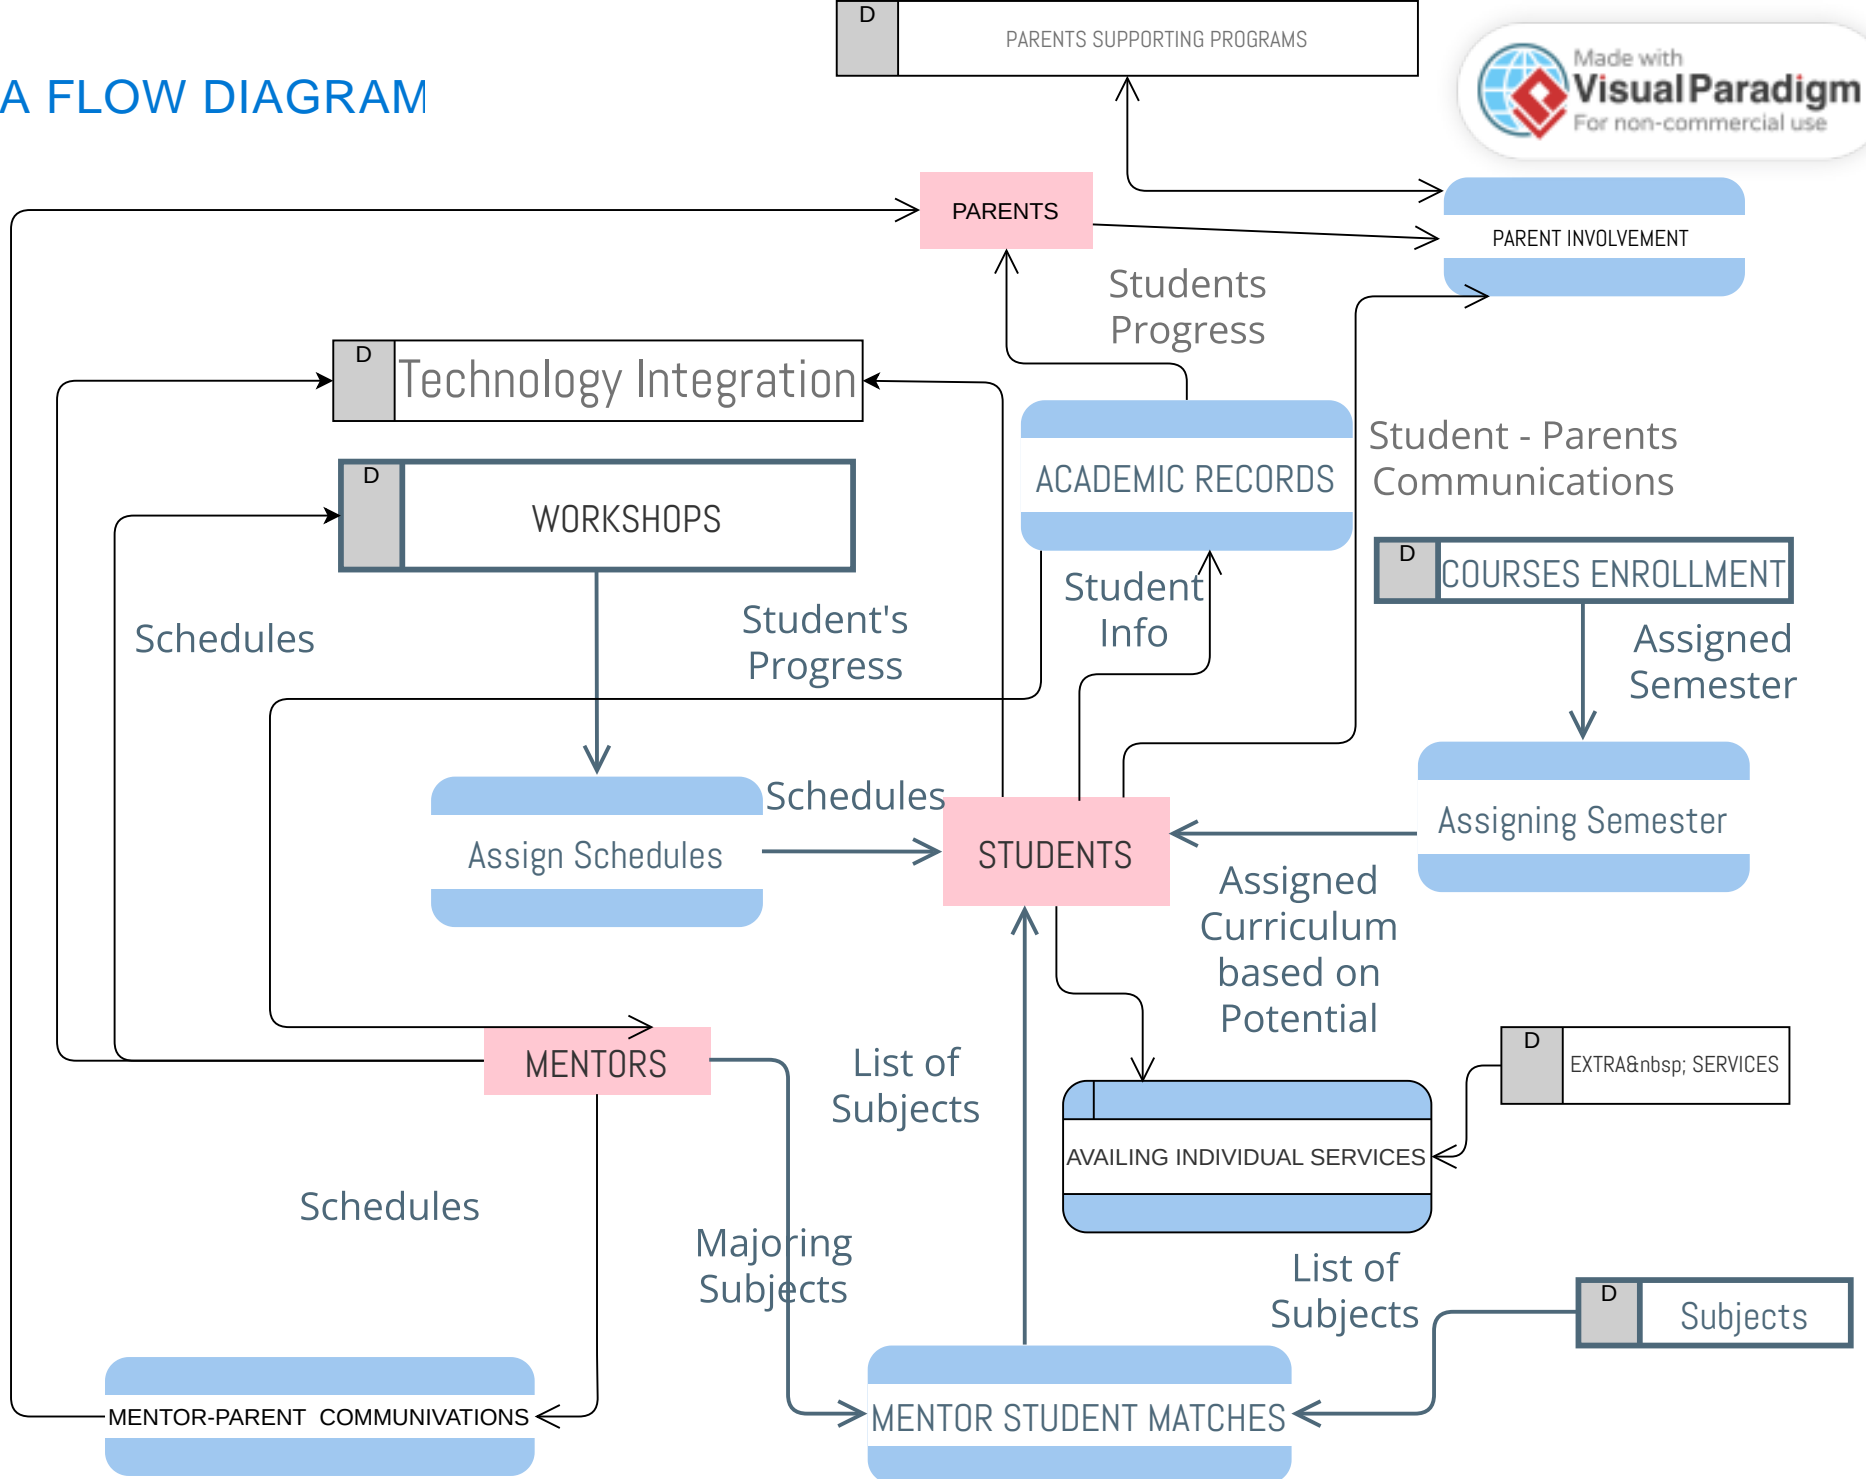 D
PARENTS SUPPORTING PROGRAMS
Made with
Visual Paradigm
For non-commercial use
A FLOW DIAGRAM
PARENTS
PARENT INVOLVEMENT
Students
Progress
D
Technology Integration
ACADEMIC RECORDS
Student - Parents
Communications
D
WORKSHOPS
D
COURSES ENROLLMENT
Schedules
Student's
Progress
Student
Info
Assigned
Semester
Assign Schedules
Schedules
STUDENTS
Assigning Semester
Assigned
Curriculum
based on
Potential
MENTORS
List of
Subjects
D
EXTRA&nbsp; SERVICES
AVAILING INDIVIDUAL SERVICES
Schedules
Majoring
Subjects
List of
Subjects
D
Subjects
MENTOR-PARENT COMMUNIVATIONS
MENTOR STUDENT MATCHES